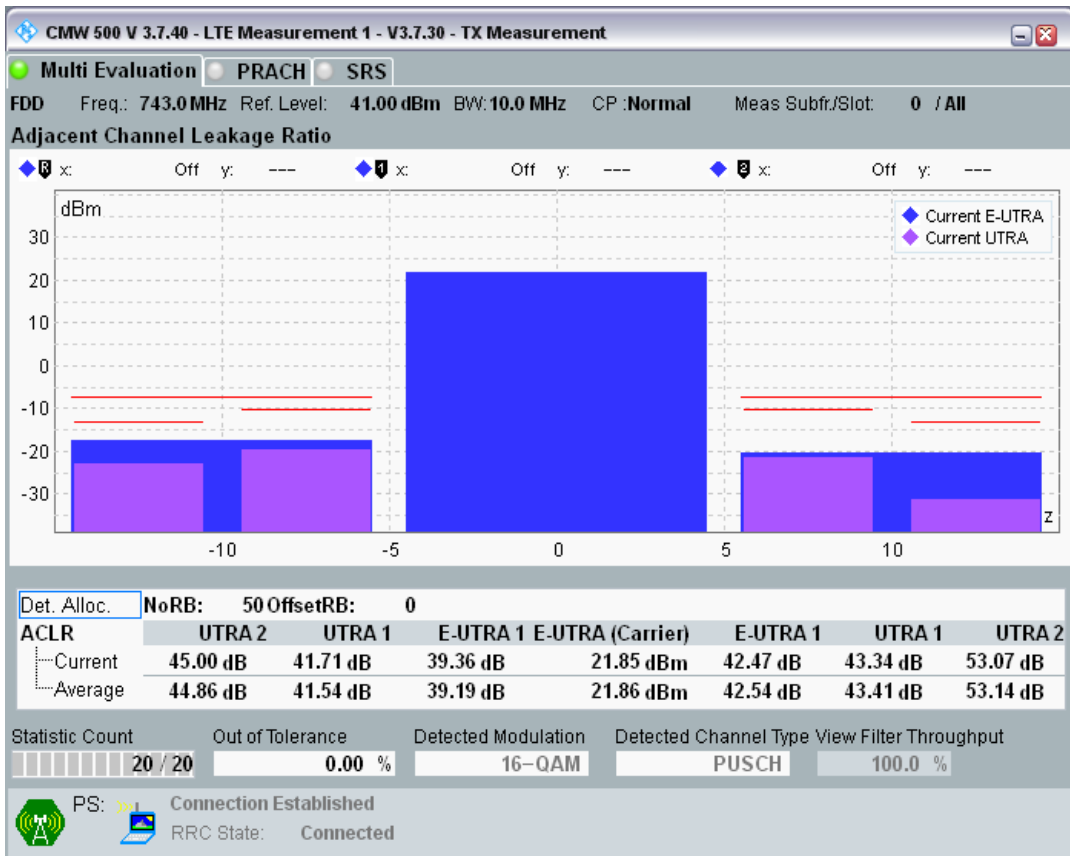 CMW 500 V 3.7.40 - LTE Measurement 1 - V3.7.30 - TX Measurement
Multi Evaluation PRACH SRS
FDD Freq.: 743.0 MHz Ref. Level: 41.00 dBm BW: 10.0 MHz CP :Normal Meas Subfr./Slot: 0 / All
Adjacent Channel Leakage Ratio
R x: Off y: --- 1 x: Off y: --- 2 x: Off y: ---
dBm
Current E-UTRA
Current UTRA
30
20
10
0
-10
-20
-30
z
-10 -5 0 5 10
Det. Alloc. NoRB: 50 OffsetRB: 0
ACLR UTRA 2 UTRA 1 E-UTRA 1 E-UTRA (Carrier) E-UTRA 1 UTRA 1 UTRA 2
Current 45.00 dB 41.71 dB 39.36 dB 21.85 dBm 42.47 dB 43.34 dB 53.07 dB
Average 44.86 dB 41.54 dB 39.19 dB 21.86 dBm 42.54 dB 43.41 dB 53.14 dB
Statistic Count Out of Tolerance Detected Modulation Detected Channel Type View Filter Throughput
20 / 20 0.00 % 16-QAM PUSCH 100.0 %
PS: Connection Established
RRC State: Connected